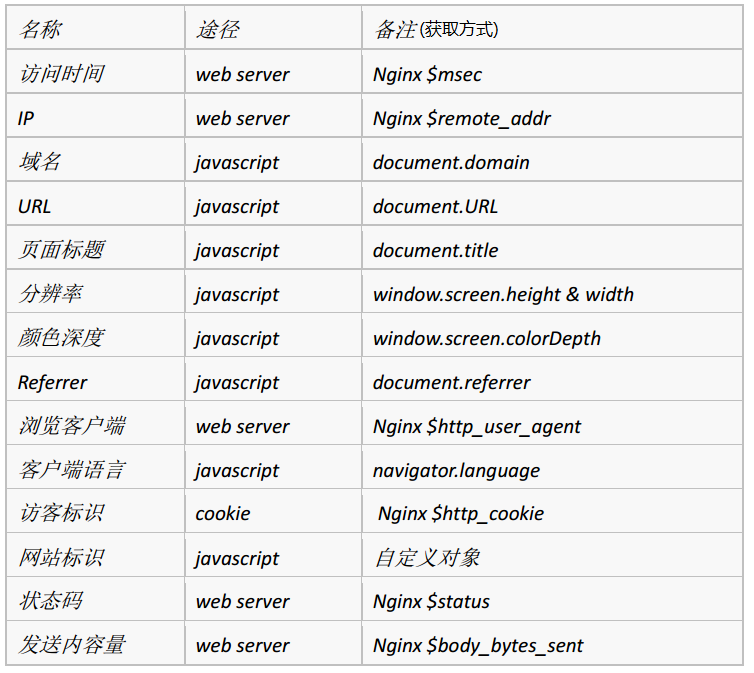 名称 途径 备注(获取方式)
访问时间 web server Nginx $msec
IP web server Nginx $remote_addr
域名 javascript document.domain
URL javascript document.URL
页面标题 javascript document.title
分辨率 javascript window.screen.height & width
颜色深度 javascript window.screen.colorDepth
Referrer javascript document.referrer
浏览客户端 web server Nginx $http_user_agent
客户端语言 javascript navigator.language
访客标识 cookie Nginx $http_cookie
网站标识 javascript 自定义对象
状态码 web server Nginx $status
发送内容量 web server Nginx $body_bytes_sent